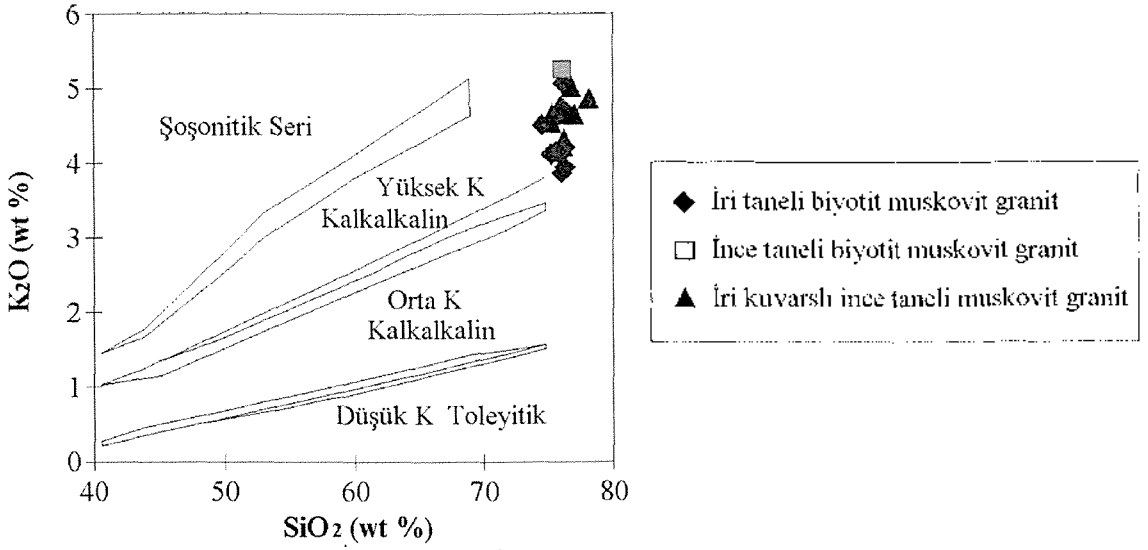 6
5
4
3
2
1
0
K2O (wt %)
Şoşonitik Seri
Yüksek K
Kalkalkalin
Orta K
Kalkalkalin
Düşük K Toleyitik
40 50 60 70 80
SiO2 (wt %)
İri taneli biyotit muskovit granit
İnce taneli biyotit muskovit granit
İri kuvarslı ince taneli muskovit granit